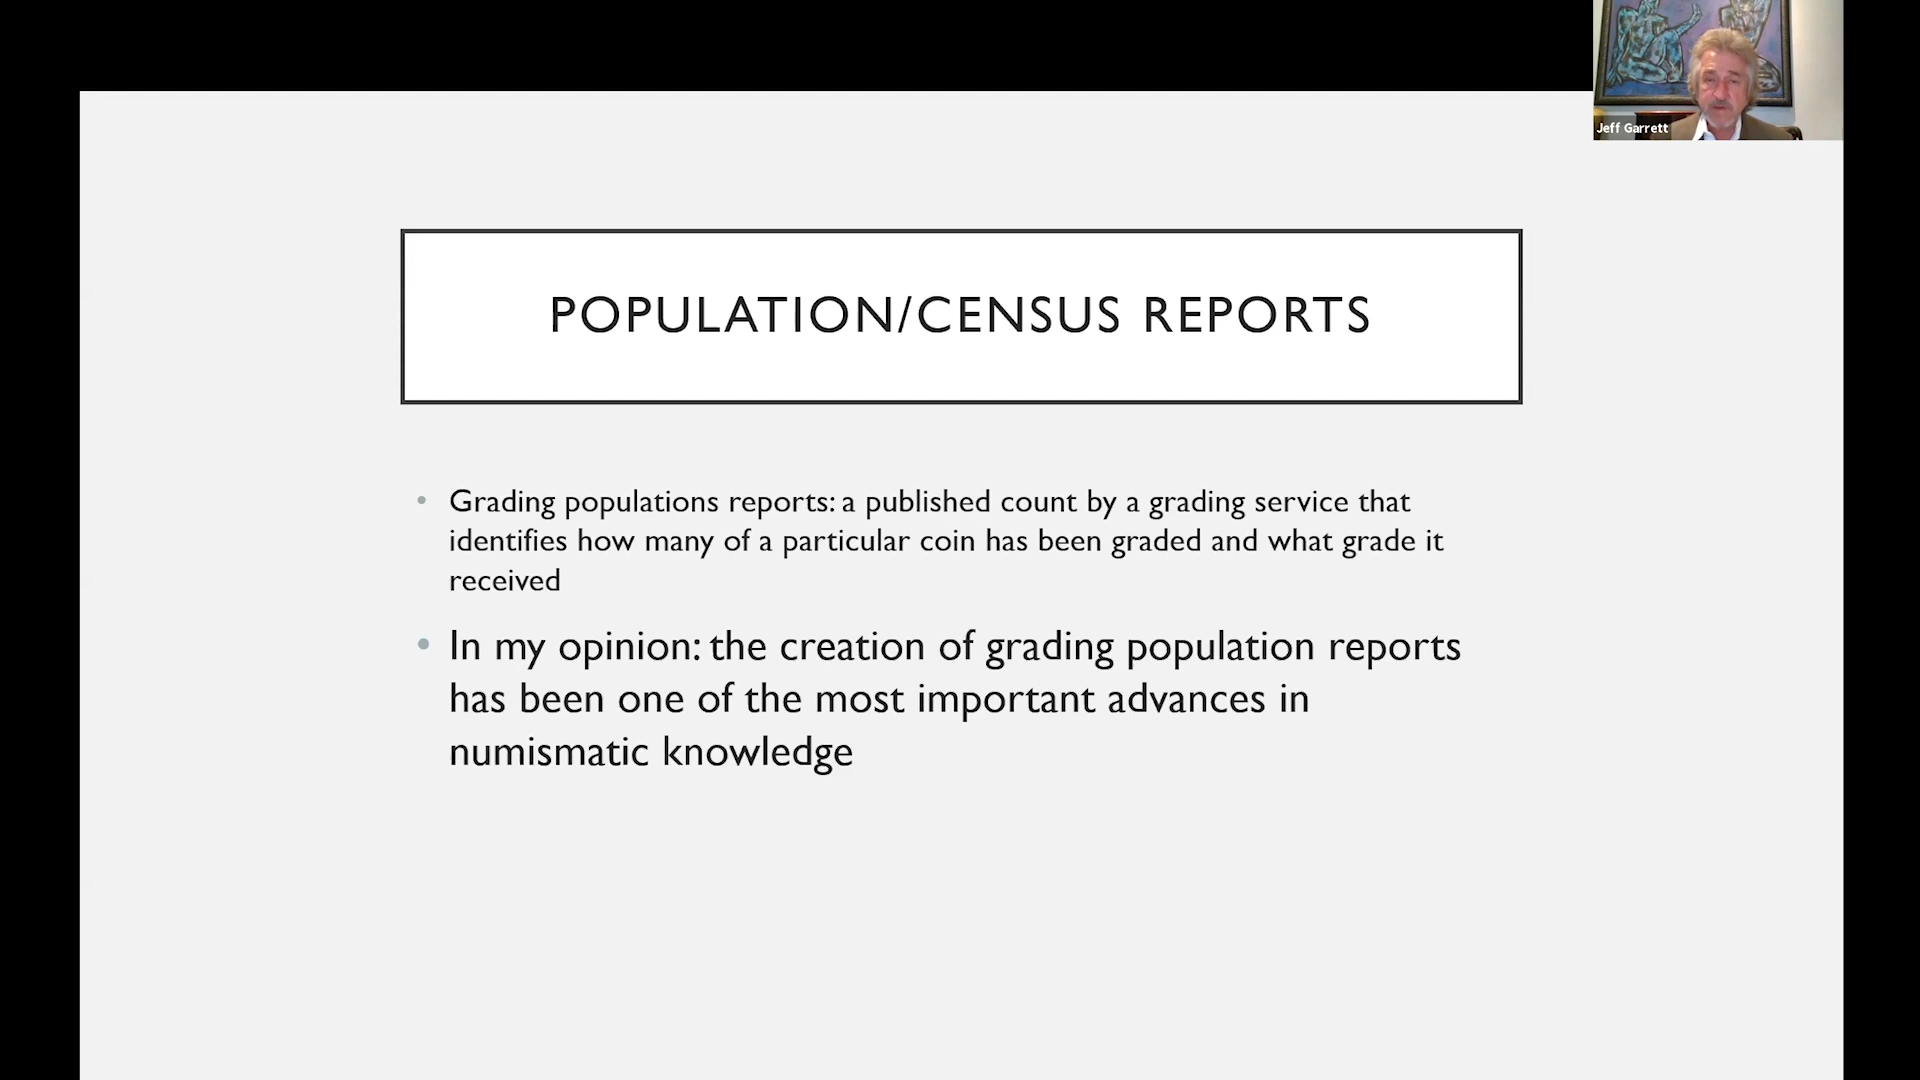 Jeff Garrett
POPULATION/CENSUS REPORTS
• Grading populations reports: a published count by a grading service that
identifies how many of a particular coin has been graded and what grade it
received
• In my opinion: the creation of grading population reports
has been one of the most important advances in
numismatic knowledge